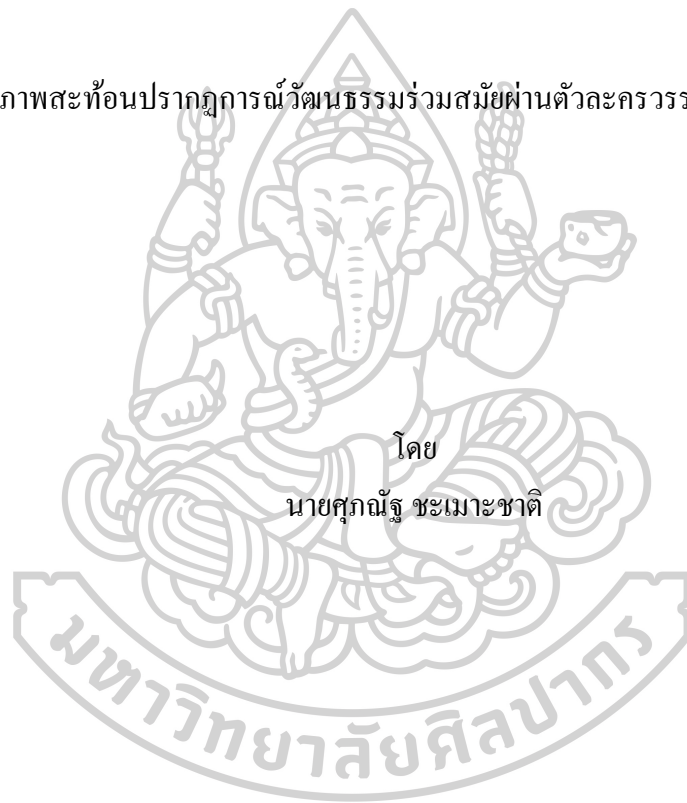 ภาพสะท้อนปรากฏการณ์วัฒนธรรมร่วมสมัยผ่านตัวละครวรร
โดย
นายศุภณัฐ ชะเมาะชาติ
มหาวิทยาลัยศิลปากร